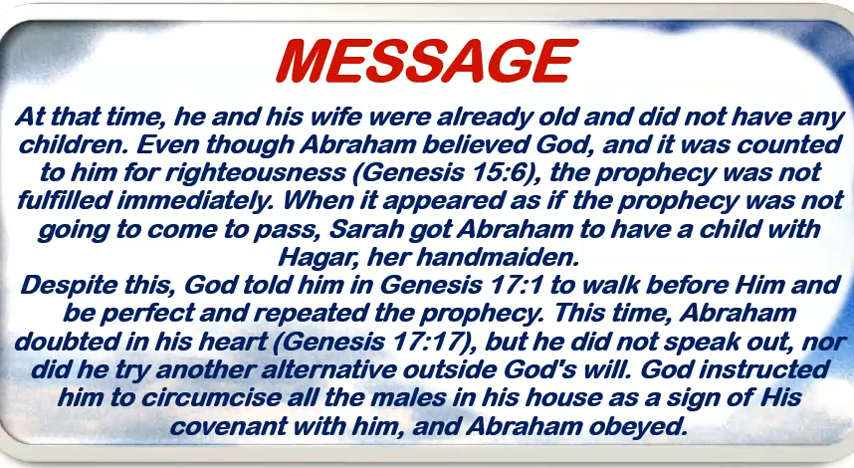 MESSAGE
At that time, he and his wife were already old and did not have any
children. Even though Abraham believed God, and it was counted
to him for righteousness (Genesis 15:6), the prophecy was not
fulfilled immediately. When it appeared as if the prophecy was not
going to come to pass, Sarah got Abraham to have a child with
Hagar, her handmaiden.
Despite this, God told him in Genesis 17:1 to walk before Him and
be perfect and repeated the prophecy. This time, Abraham
doubted in his heart (Genesis 17:17), but he did not speak out, nor
did he try another alternative outside God's will. God instructed
him to circumcise all the males in his house as a sign of His
covenant with him, and Abraham obeyed.